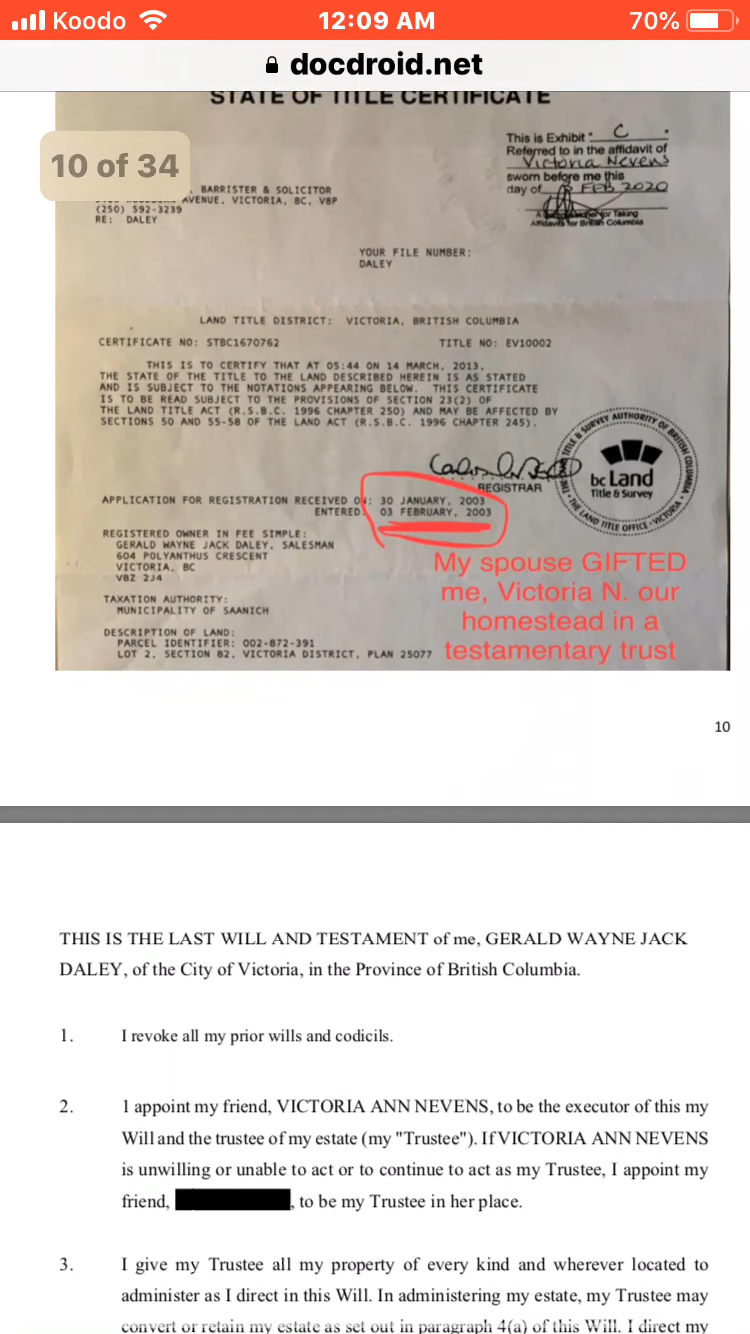 Koodo 12:09 AM 70%
docdroid.net
STATE OF TITLE CERTIFICATE
10 of 34
This is Exhibit " C ".
Referred to in the affidavit of
Victoria Nevens
sworn before me this
day of FEB 2020
A for Taking
Affidavits for British Columbia
, BARRISTER & SOLICITOR
AVENUE, VICTORIA, BC, V8P
(250) 592-3239
RE: DALEY
YOUR FILE NUMBER:
DALEY
LAND TITLE DISTRICT: VICTORIA, BRITISH COLUMBIA
CERTIFICATE NO: STBC1670762 TITLE NO: EV10002
THIS IS TO CERTIFY THAT AT 05:44 ON 14 MARCH, 2013,
THE STATE OF THE TITLE TO THE LAND DESCRIBED HEREIN IS AS STATED
AND IS SUBJECT TO THE NOTATIONS APPEARING BELOW. THIS CERTIFICATE
IS TO BE READ SUBJECT TO THE PROVISIONS OF SECTION 23(2) OF
THE LAND TITLE ACT (R.S.B.C. 1996 CHAPTER 250) AND MAY BE AFFECTED BY
SECTIONS 50 AND 55-58 OF THE LAND ACT (R.S.B.C. 1996 CHAPTER 245).
REGISTRAR
TITLE & SURVEY AUTHORITY OF BRITISH COLUMBIA
bc Land
Title & Survey
THE LAND TITLE OFFICE • VICTORIA
APPLICATION FOR REGISTRATION RECEIVED ON: 30 JANUARY, 2003
ENTERED: 03 FEBRUARY, 2003
REGISTERED OWNER IN FEE SIMPLE:
GERALD WAYNE JACK DALEY, SALESMAN
604 POLYANTHUS CRESCENT
VICTORIA, BC
V8Z 2J4
My spouse GIFTED
me, Victoria N. our
homestead in a
testamentary trust
TAXATION AUTHORITY:
MUNICIPALITY OF SAANICH
DESCRIPTION OF LAND:
PARCEL IDENTIFIER: 002-872-391
LOT 2, SECTION 82, VICTORIA DISTRICT, PLAN 25077
10
THIS IS THE LAST WILL AND TESTAMENT of me, GERALD WAYNE JACK
DALEY, of the City of Victoria, in the Province of British Columbia.
1. I revoke all my prior wills and codicils.
2. 1 appoint my friend, VICTORIA ANN NEVENS, to be the executor of this my
Will and the trustee of my estate (my "Trustee"). If VICTORIA ANN NEVENS
is unwilling or unable to act or to continue to act as my Trustee, I appoint my
friend, , to be my Trustee in her place.
3. I give my Trustee all my property of every kind and wherever located to
administer as I direct in this Will. In administering my estate, my Trustee may
convert or retain my estate as set out in paragraph 4(a) of this Will. I direct my